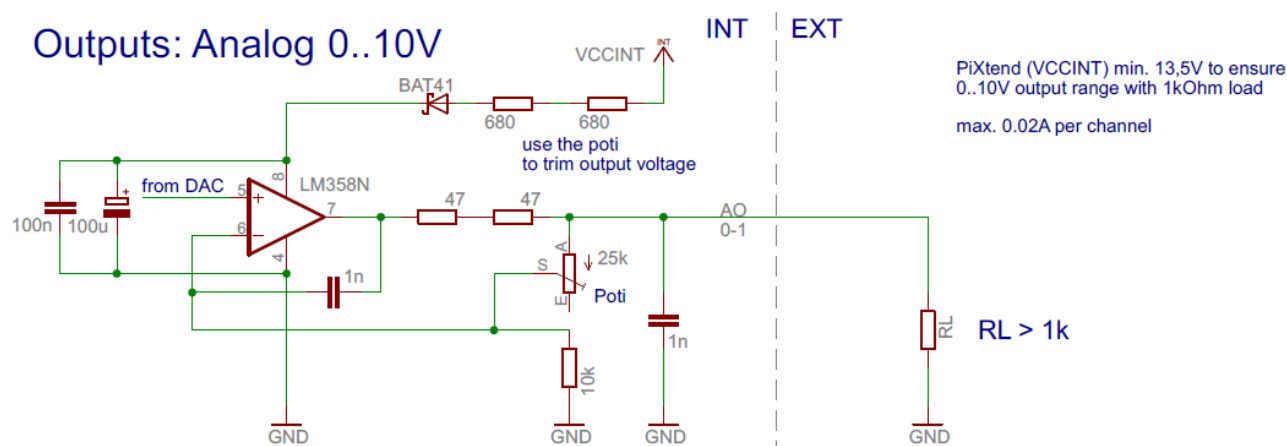 Outputs: Analog 0..10V
INT
EXT
VCCINT
INT
BAT41
680
680
PiXtend (VCCINT) min. 13,5V to ensure
0..10V output range with 1kOhm load
max. 0.02A per channel
use the poti
to trim output voltage
from DAC
5
+
8
LM358N
7
6
−
4
100n
100u
+
1n
47
47
AO
0-1
A
S
E
25k
Poti
1n
10k
RL
RL > 1k
GND
GND
GND
GND